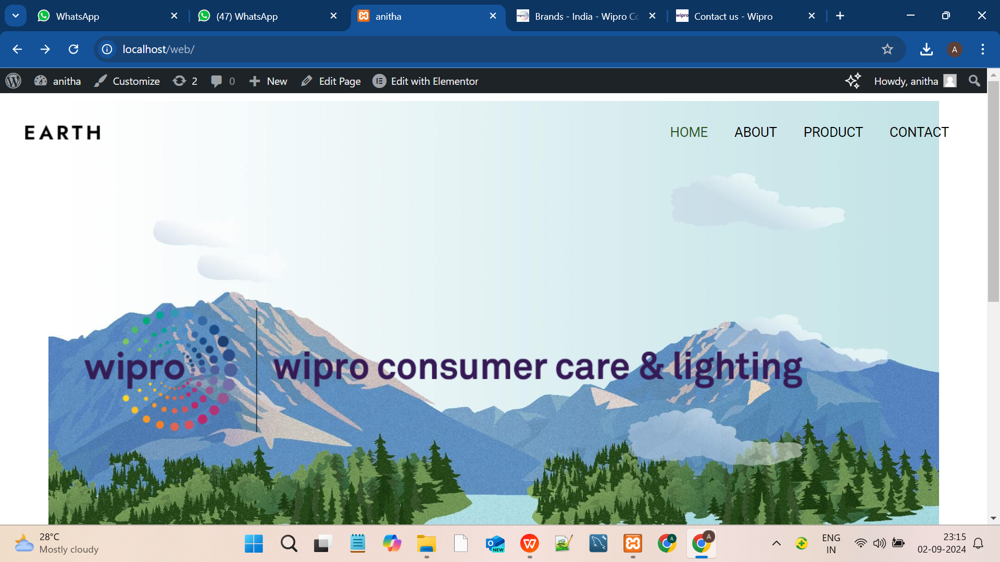 WhatsApp
(47) WhatsApp
anitha
Brands - India - Wipro Co
wipro
Contact us - Wipro
localhost/web/
A
anitha
Customize
2
0
New
Edit Page
Edit with Elementor
Howdy, anitha
EARTH
HOME
ABOUT
PRODUCT
CONTACT
wipro
wipro consumer care & lighting
28°C
Mostly cloudy
NEW
A
A
ENG
IN
23:15
02-09-2024